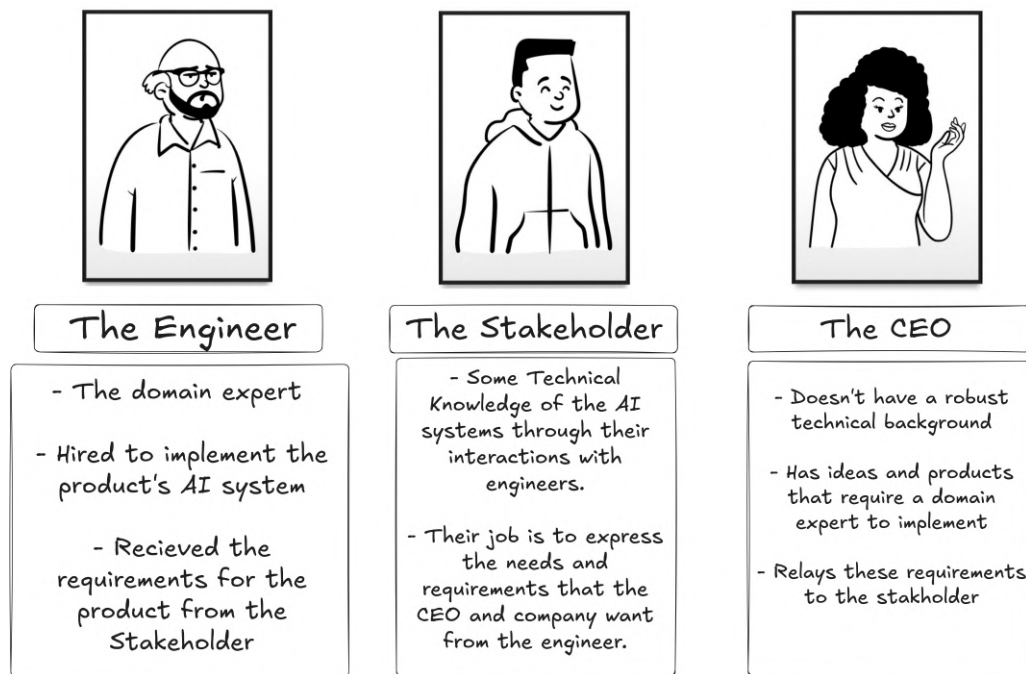 The Engineer
- The domain expert
- Hired to implement the
product's AI system
- Recieved the
requirements for the
product from the
Stakeholder
The Stakeholder
- Some Technical
Knowledge of the AI
systems through their
interactions with
engineers.
- Their job is to express
the needs and
requirements that the
CEO and company want
from the engineer.
The CEO
- Doesn't have a robust
technical background
- Has ideas and products
that require a domain
expert to implement
- Relays these requirements
to the stakholder